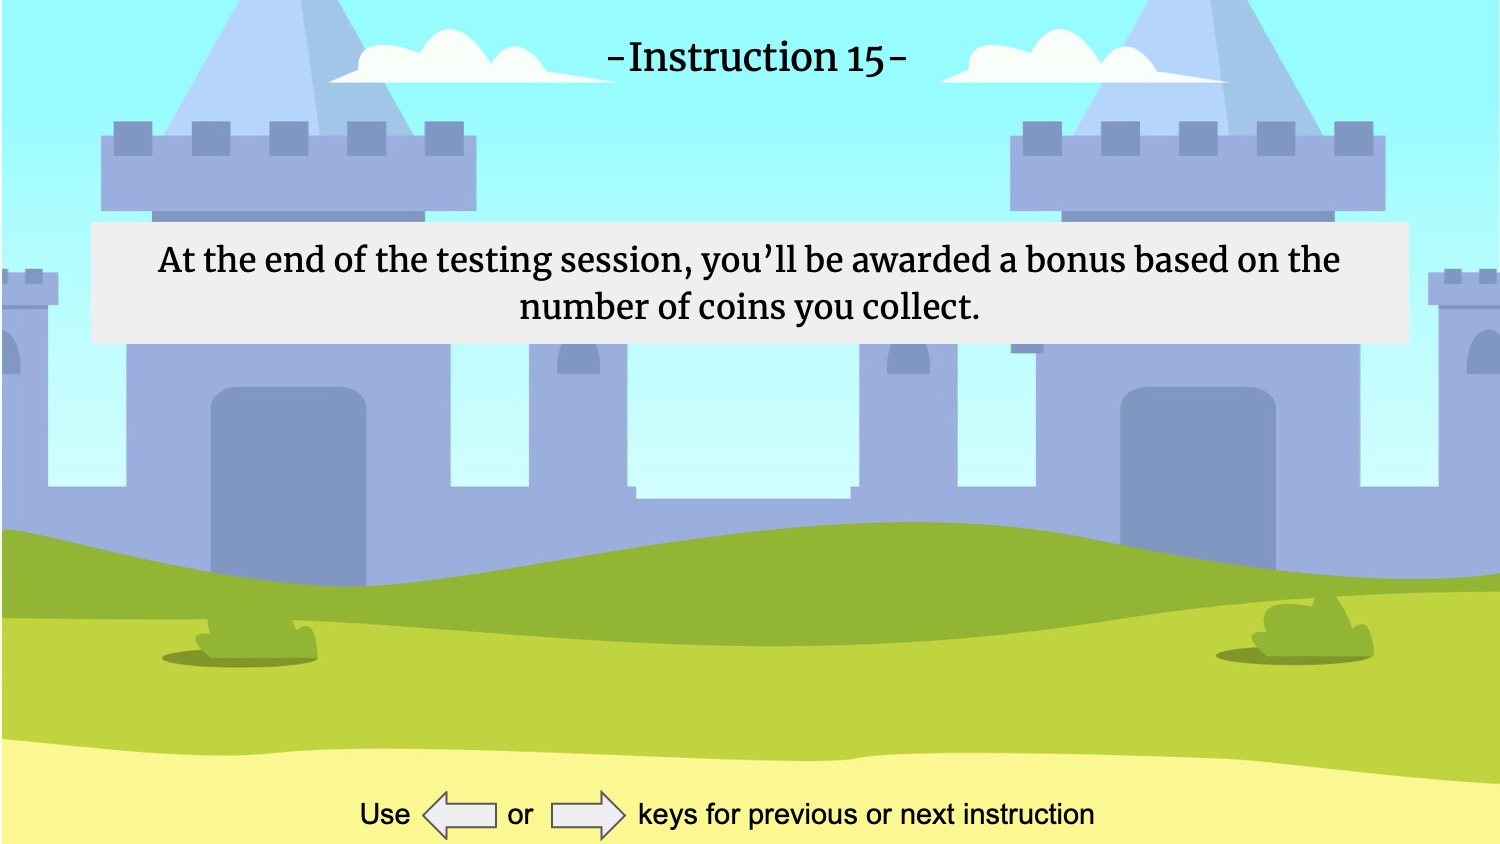 -Instruction 15-
At the end of the testing session, you’ll be awarded a bonus based on the
number of coins you collect.
Use or keys for previous or next instruction